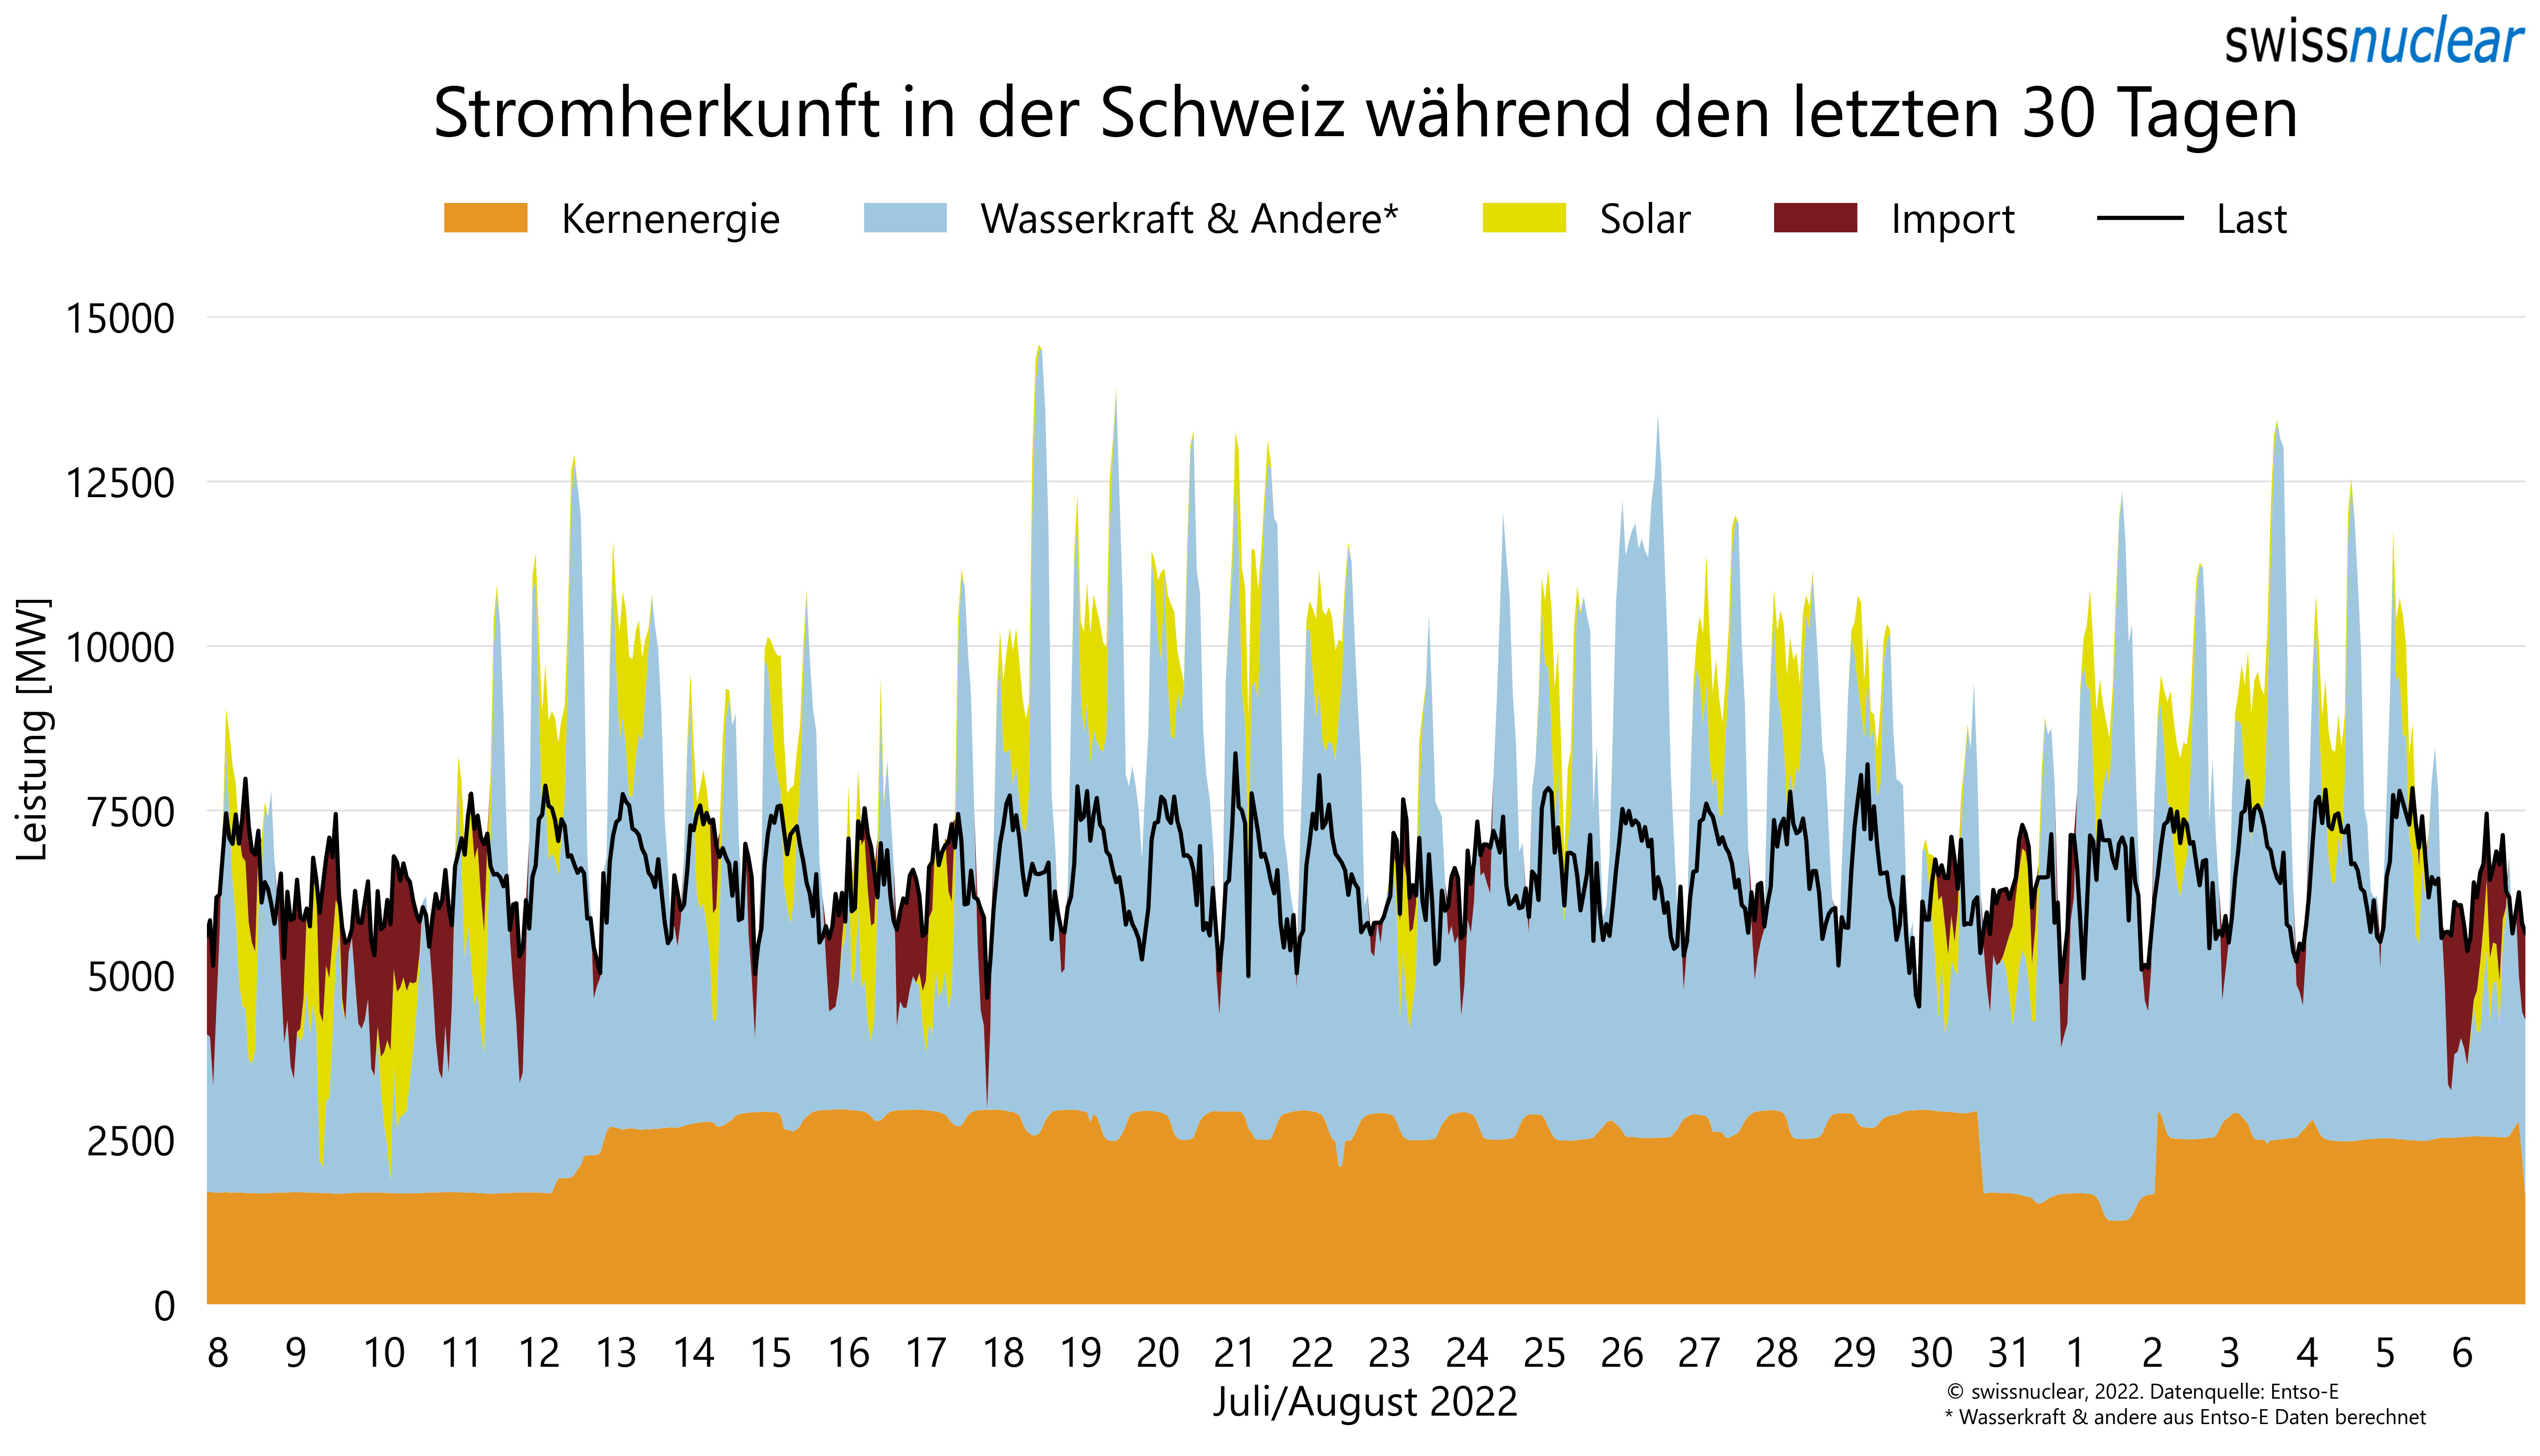 swissnuclear
Stromherkunft in der Schweiz während den letzten 30 Tagen
Kernenergie Wasserkraft & Andere* Solar Import Last
15000
12500
10000
7500
5000
2500
0
Leistung [MW]
8 9 10 11 12 13 14 15 16 17 18 19 20 21 22 23 24 25 26 27 28 29 30 31 1 2 3 4 5 6
Juli/August 2022
© swissnuclear, 2022. Datenquelle: Entso-E
* Wasserkraft & andere aus Entso-E Daten berechnet